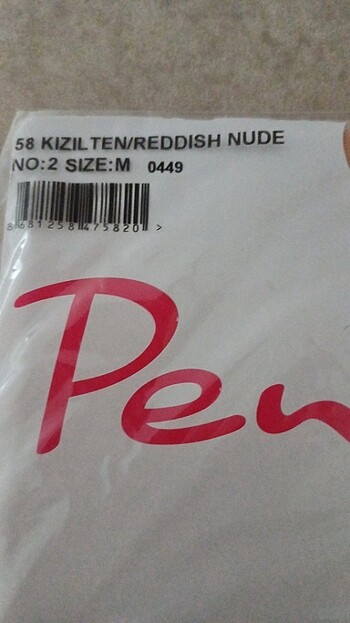 58 KIZILTEN/REDDISH NUDE
NO:2 SIZE:M 0449
8681258475820 >
Pen